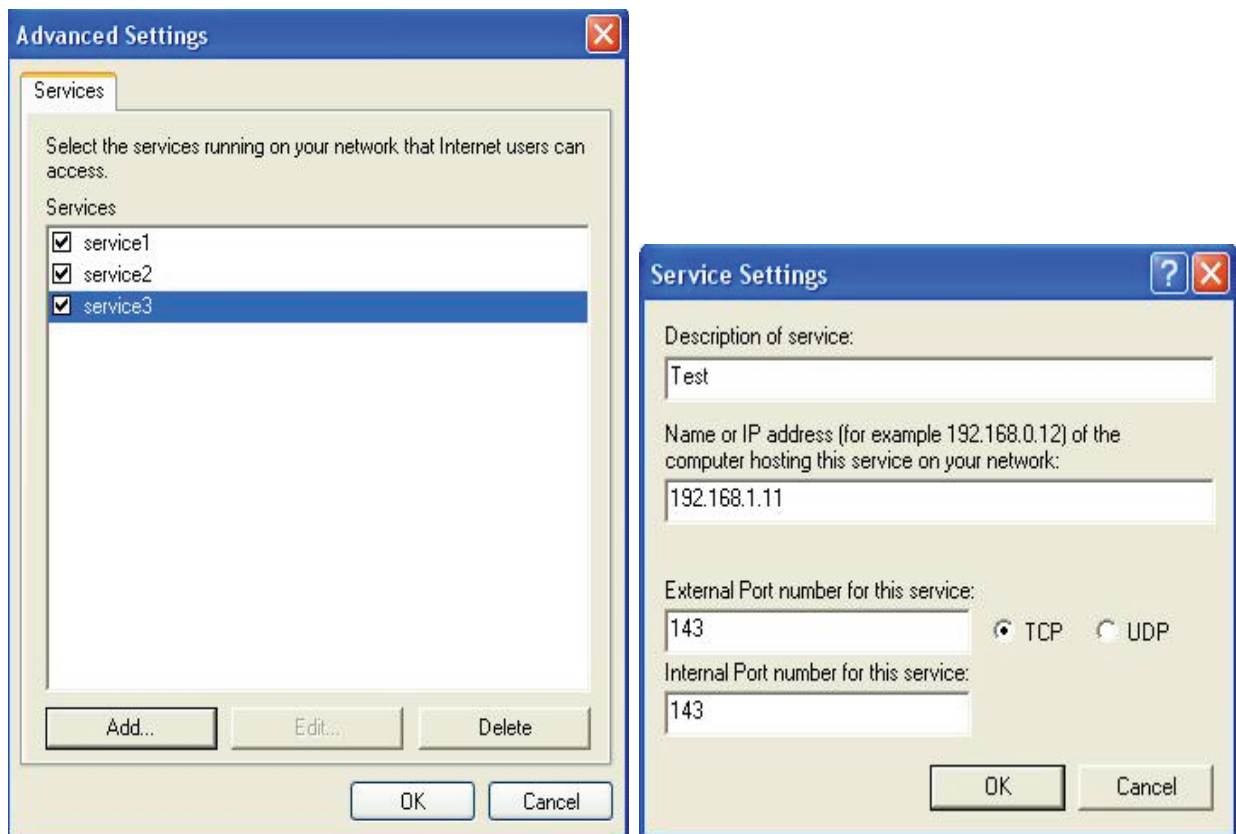 Advanced Settings
Services
Select the services running on your network that Internet users can
access.
Services
service1
service2
service3
Add...
Edit...
Delete
OK
Cancel
Service Settings
?
Description of service:
Test
Name or IP address (for example 192.168.0.12) of the
computer hosting this service on your network:
192.168.1.11
External Port number for this service:
143
TCP
UDP
Internal Port number for this service:
143
OK
Cancel